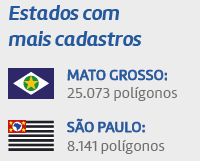 Estados com
mais cadastros
MATO GROSSO:
25.073 polígonos
SÃO PAULO:
8.141 polígonos